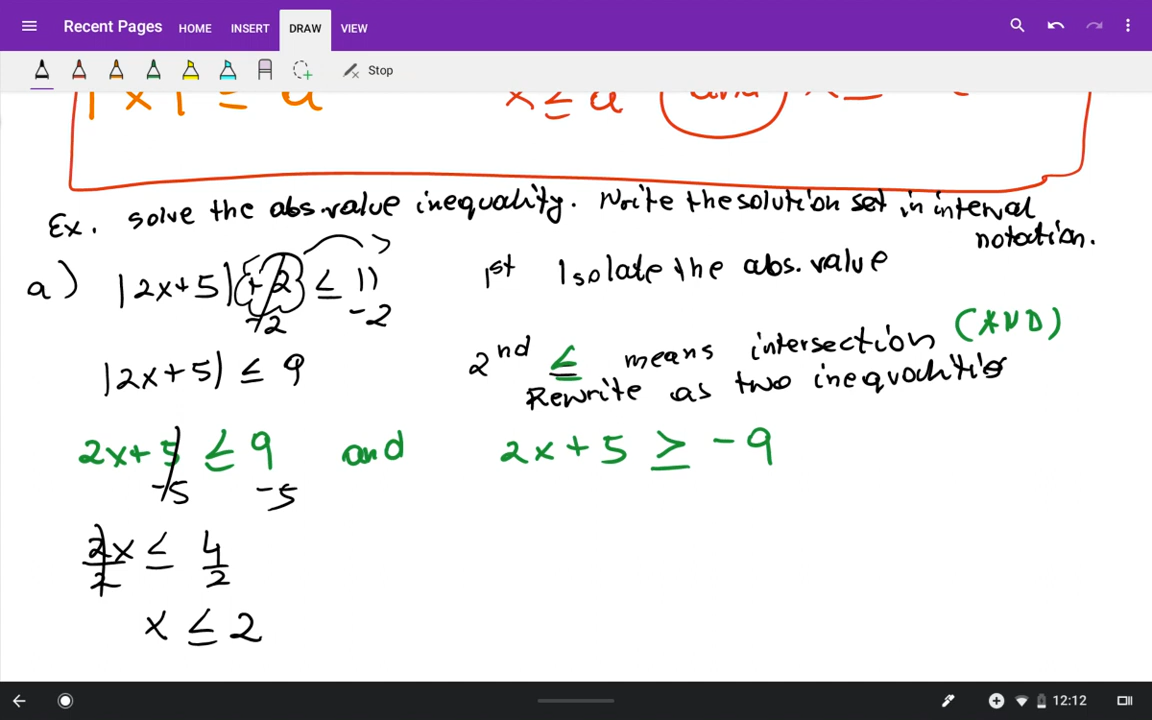 Recent Pages HOME INSERT DRAW VIEW
Stop
|x| ≤ a x ≤ a and x ≥
Ex. solve the abs.value inequality. Write the solution set in interval
notation.
a) |2x+5| +2 ≤ 11 1st Isolate the abs. value
-2 -2
|2x+5| ≤ 9 2nd ≤ means intersection (AND)
Rewrite as two inequalities
2x+5 ≤ 9 and 2x+5 ≥ -9
-5 -5
2x ≤ 4
2 2
x ≤ 2
12:12